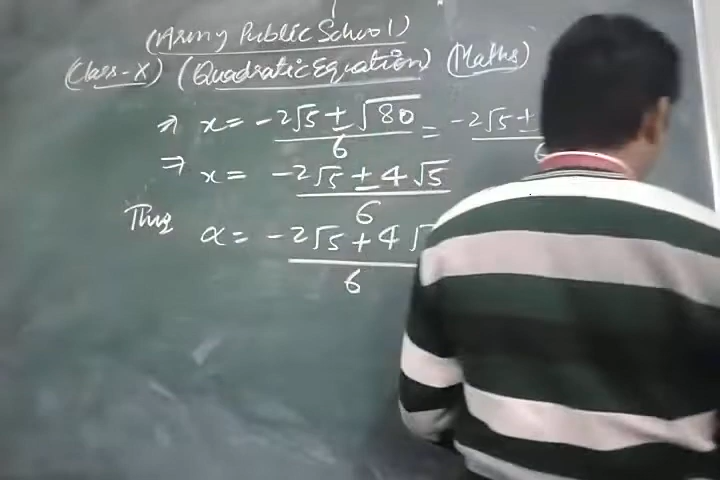 (Army Public School)
(Class-X) (Quadratic Equation) (Maths)
⇒ x = -2√5 ± √80 / 6 = -2√5 ±
⇒ x = -2√5 ± 4√5 / 6
Thus α = -2√5 + 4√ / 6